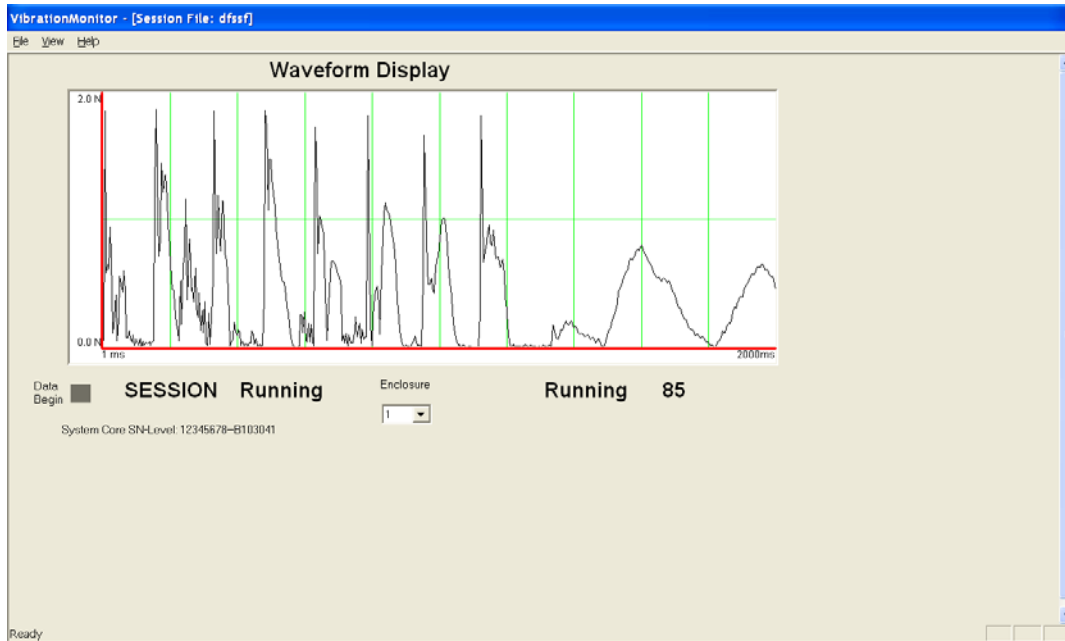 VibrationMonitor - [Session File: dfssf]
File View Help
Waveform Display
2.0 N
0.0 N
1 ms
2000ms
Data
Begin
SESSION Running
Enclosure
1
Running 85
System Core SN-Level: 12345678--B103041
Ready